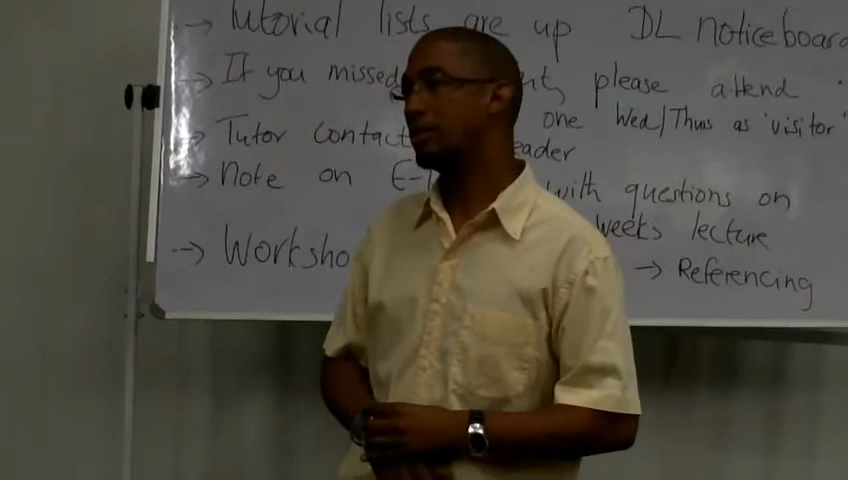 → Tutorial lists are up DL noticeboard
→ If you missed please attend
one Wed/Thus as 'visitor'
→ Tutor contact
→ Note on E- with questions on
weeks lecture
→ Worksho
→ Referencing